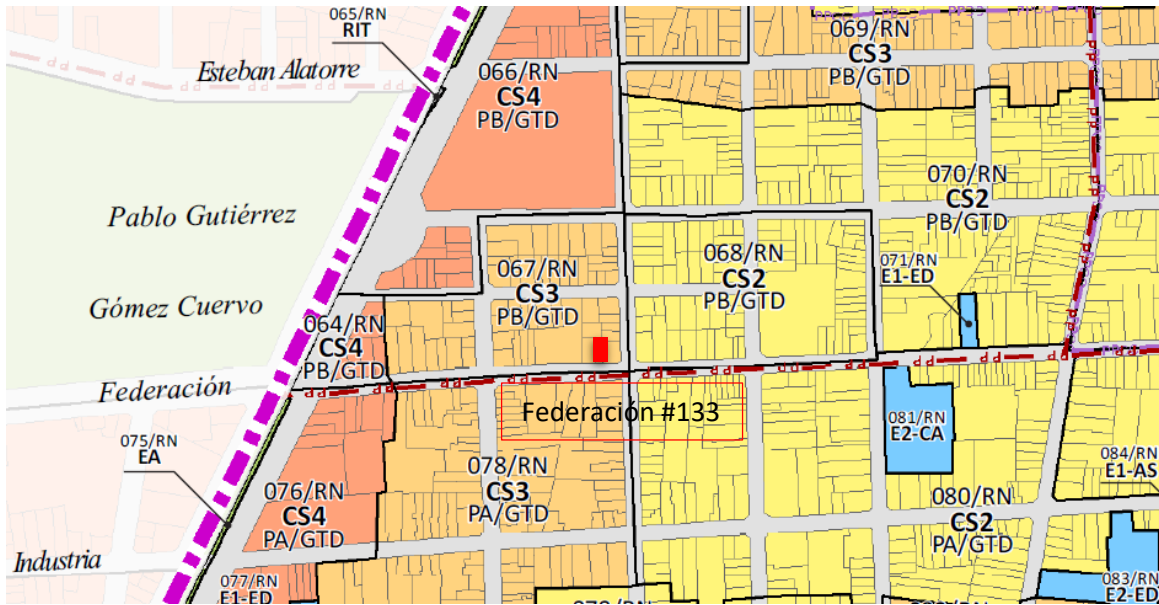 065/RN
RIT
Esteban Alatorre
066/RN
CS4
PB/GTD
069/RN
CS3
PB/GTD
070/RN
CS2
PB/GTD
Pablo Gutiérrez
067/RN
CS3
PB/GTD
068/RN
CS2
PB/GTD
071/RN
E1-ED
Gómez Cuervo
064/RN
CS4
PB/GTD
Federación
Federación #133
075/RN
EA
081/RN
E2-CA
084/RN
E1-AS
076/RN
CS4
PA/GTD
078/RN
CS3
PA/GTD
080/RN
CS2
PA/GTD
Industria
077/RN
E1-ED
083/RN
E2-ED